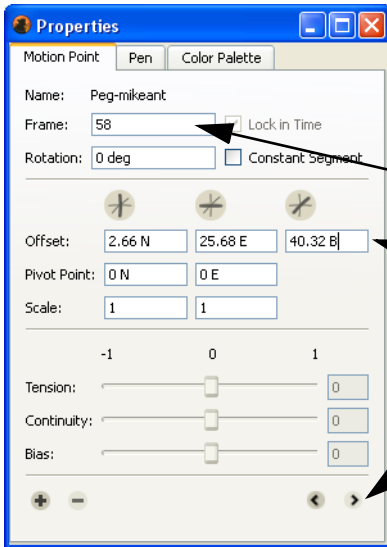 Properties
Motion Point Pen Color Palette
Name: Peg-mikeant
Frame: 58 Lock in Time
Rotation: 0 deg Constant Segment
Offset: 2.66 N 25.68 E 40.32 B
Pivot Point: 0 N 0 E
Scale: 1 1
-1 0 1
Tension: 0
Continuity: 0
Bias: 0